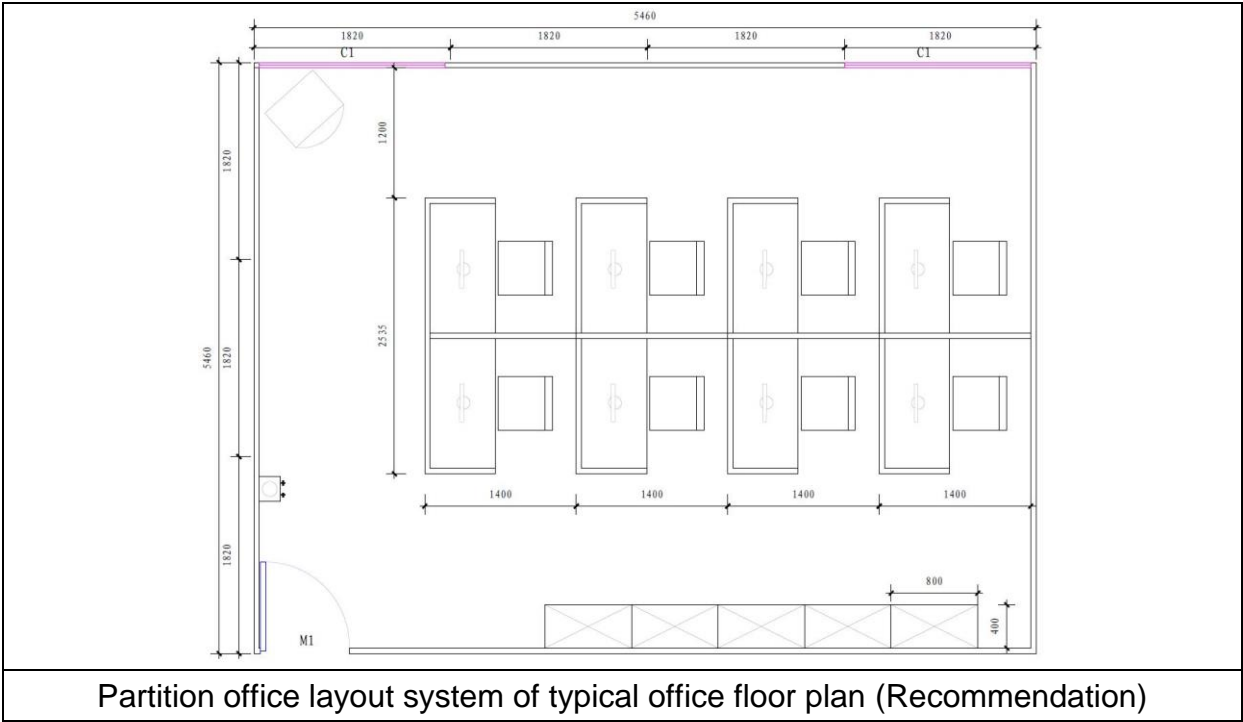 5460
1820 1820 1820 1820
C1 C1
1200
1820
2535
5460
1820
1400 1400 1400 1400
1820
800
400
M1
Partition office layout system of typical office floor plan (Recommendation)